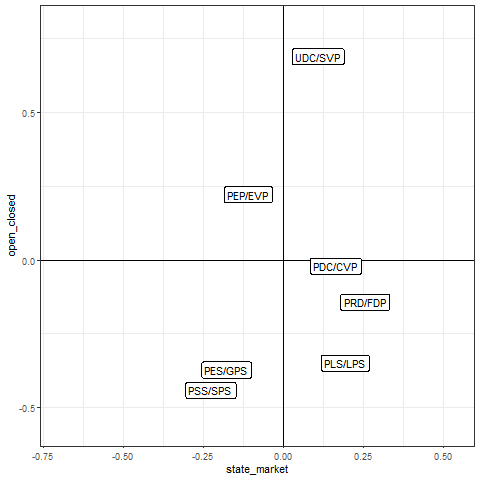 UDC/SVP
0.5
PEP/EVP
open_closed
0.0
PDC/CVP
PRD/FDP
PLS/LPS
PES/GPS
PSS/SPS
-0.5
-0.75
-0.50
-0.25
0.00
0.25
0.50
state_market